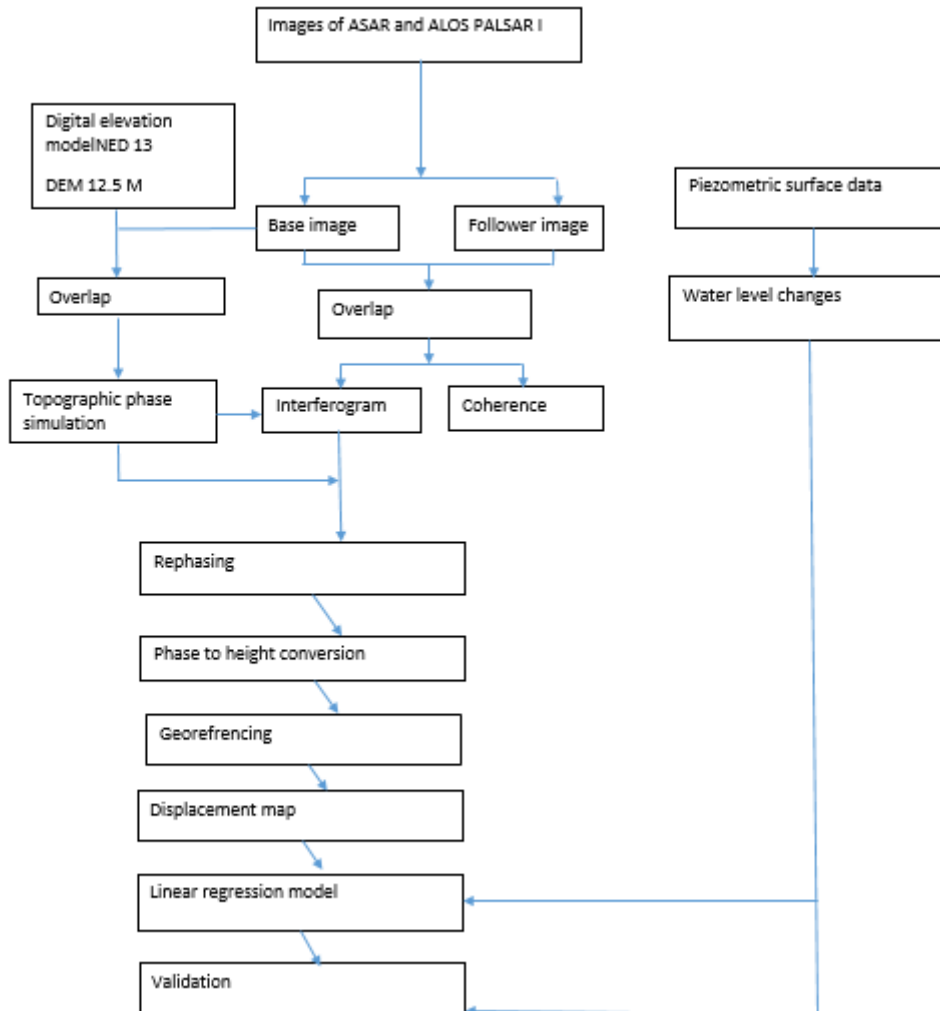 Images of ASAR and ALOS PALSAR I
Digital elevation
modelNED 13
DEM 12.5 M
Piezometric surface data
Base image
Follower image
Overlap
Overlap
Water level changes
Topographic phase
simulation
Interferogram
Coherence
Rephasing
Phase to height conversion
Georefrencing
Displacement map
Linear regression model
Validation